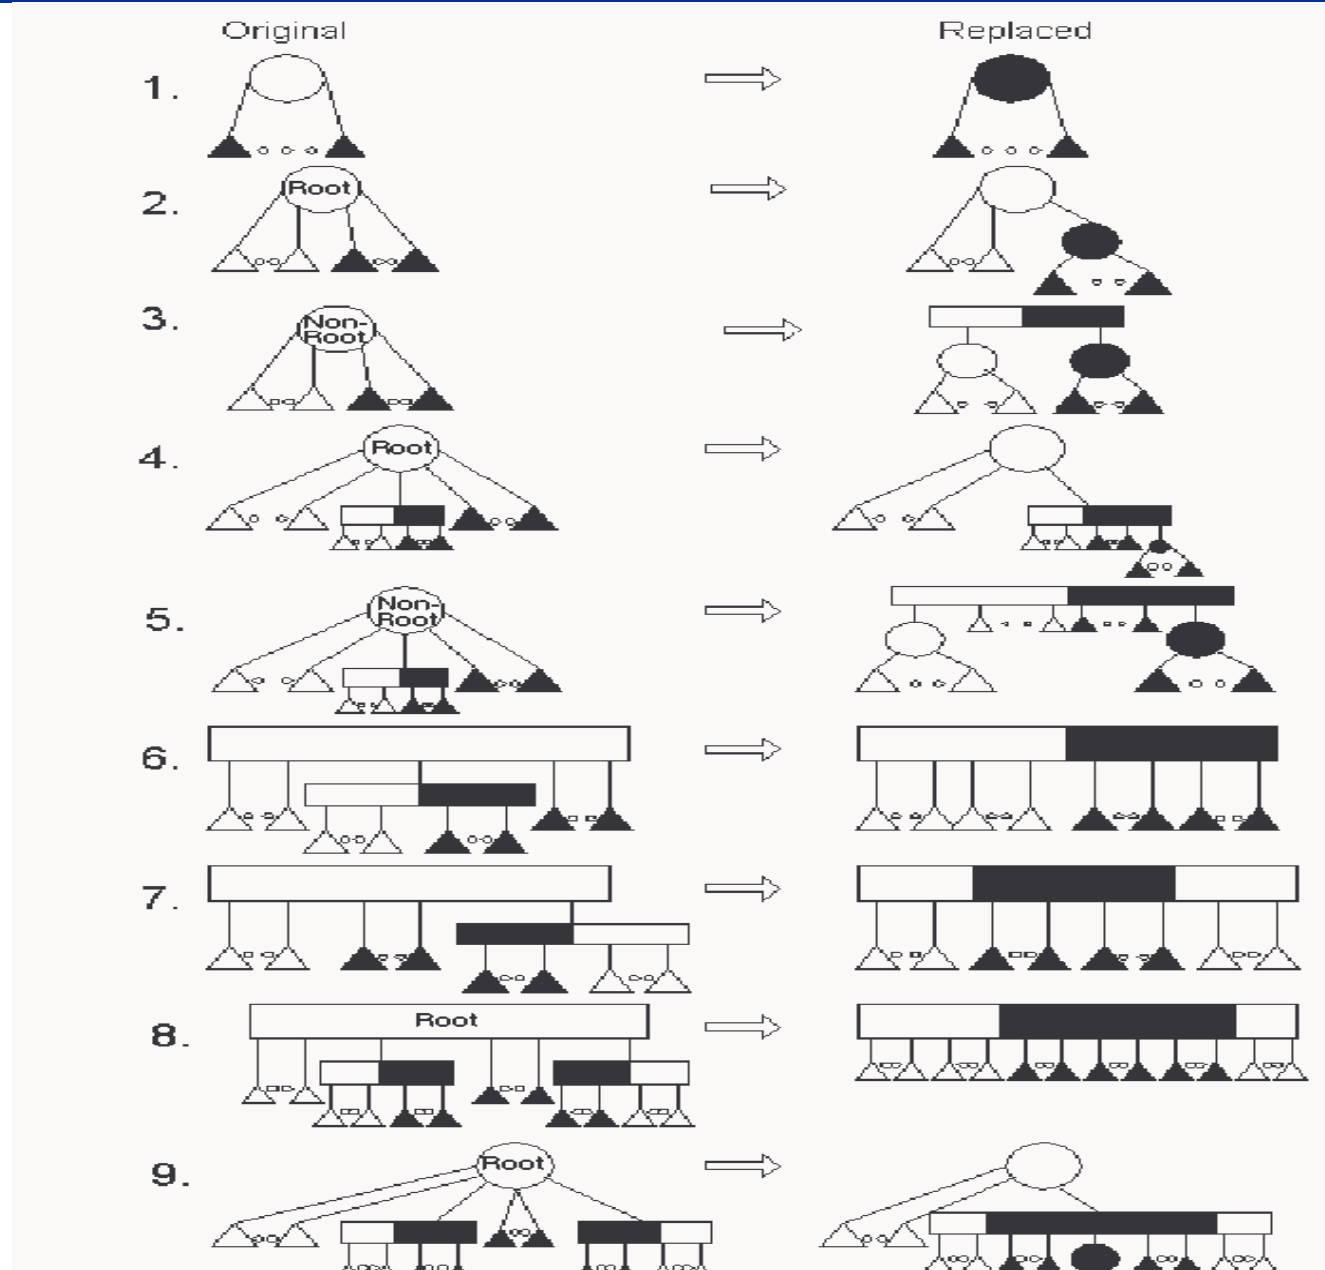 Original Replaced
1.
Root
2.
3.
Non-
Root
Root
4.
Non-
Root
5.
6.
7.
Root
8.
Root
9.